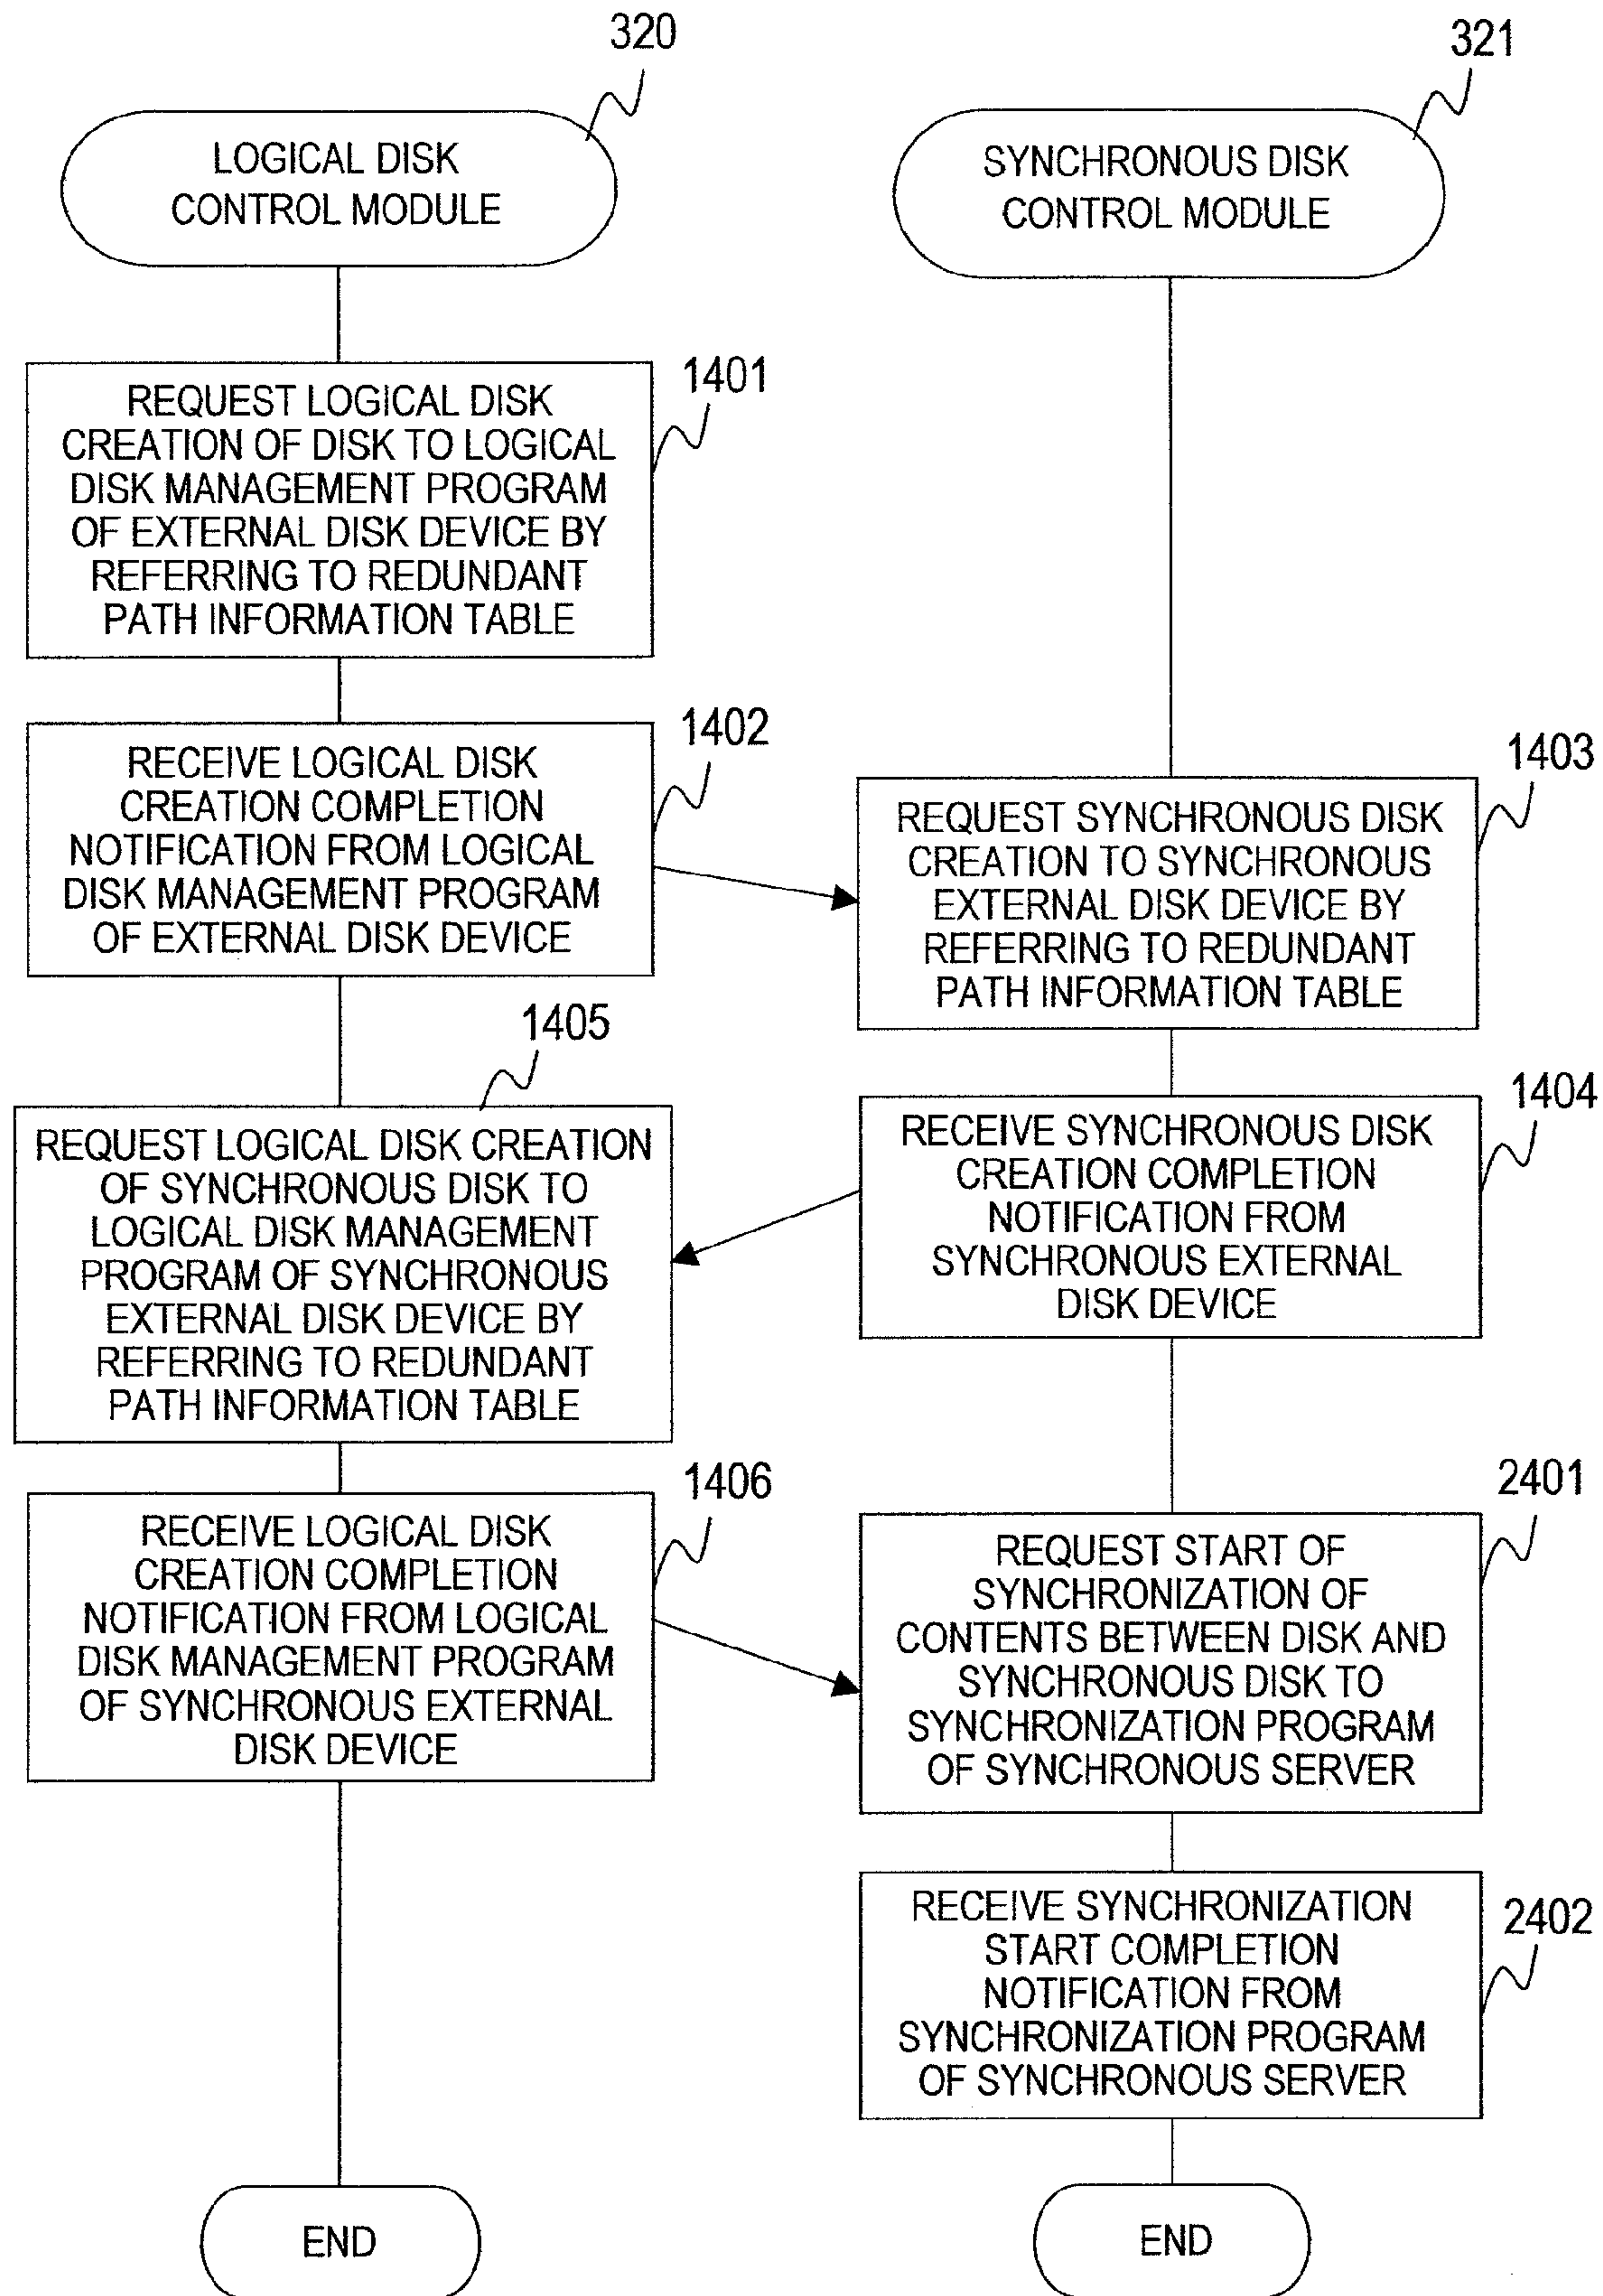 320
LOGICAL DISK
CONTROL MODULE
321
SYNCHRONOUS DISK
CONTROL MODULE
1401
REQUEST LOGICAL DISK
CREATION OF DISK TO LOGICAL
DISK MANAGEMENT PROGRAM
OF EXTERNAL DISK DEVICE BY
REFERRING TO REDUNDANT
PATH INFORMATION TABLE
1402
RECEIVE LOGICAL DISK
CREATION COMPLETION
NOTIFICATION FROM LOGICAL
DISK MANAGEMENT PROGRAM
OF EXTERNAL DISK DEVICE
1403
REQUEST SYNCHRONOUS DISK
CREATION TO SYNCHRONOUS
EXTERNAL DISK DEVICE BY
REFERRING TO REDUNDANT
PATH INFORMATION TABLE
1404
RECEIVE SYNCHRONOUS DISK
CREATION COMPLETION
NOTIFICATION FROM
SYNCHRONOUS EXTERNAL
DISK DEVICE
1405
REQUEST LOGICAL DISK CREATION
OF SYNCHRONOUS DISK TO
LOGICAL DISK MANAGEMENT
PROGRAM OF SYNCHRONOUS
EXTERNAL DISK DEVICE BY
REFERRING TO REDUNDANT
PATH INFORMATION TABLE
1406
RECEIVE LOGICAL DISK
CREATION COMPLETION
NOTIFICATION FROM LOGICAL
DISK MANAGEMENT PROGRAM
OF SYNCHRONOUS EXTERNAL
DISK DEVICE
2401
REQUEST START OF
SYNCHRONIZATION OF
CONTENTS BETWEEN DISK AND
SYNCHRONOUS DISK TO
SYNCHRONIZATION PROGRAM
OF SYNCHRONOUS SERVER
2402
RECEIVE SYNCHRONIZATION
START COMPLETION
NOTIFICATION FROM
SYNCHRONIZATION PROGRAM
OF SYNCHRONOUS SERVER
END
END